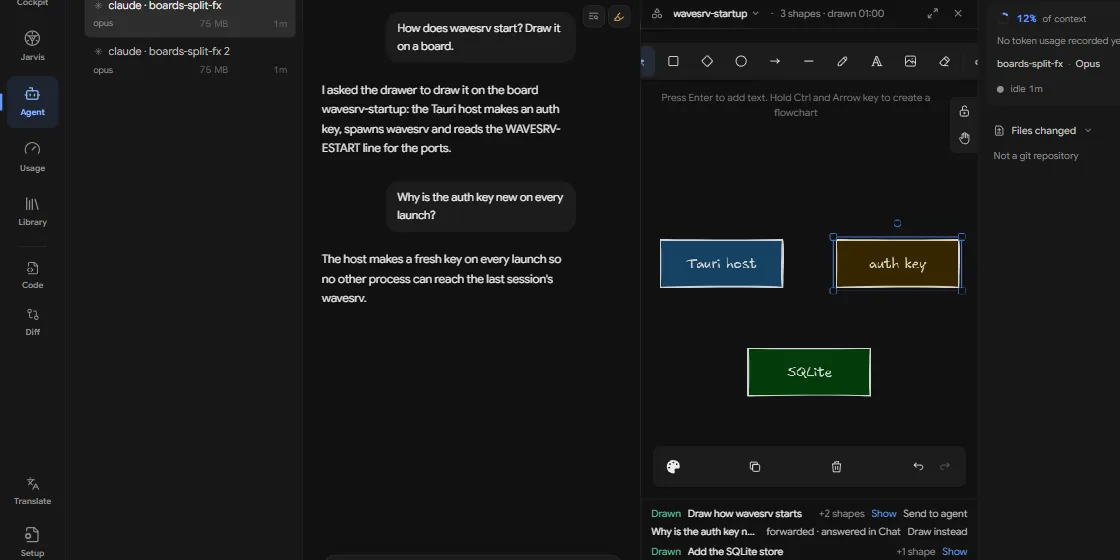 Cockpit
Jarvis
Agent
Usage
Library
Code
Diff
Translate
Setup
claude · boards-split-fx
opus 75 MB 1m
claude · boards-split-fx 2
opus 75 MB 1m
How does wavesrv start? Draw it
on a board.
I asked the drawer to draw it on the board
wavesrv-startup: the Tauri host makes an auth
key, spawns wavesrv and reads the WAVESRV-
ESTART line for the ports.
Why is the auth key new on every
launch?
The host makes a fresh key on every launch so
no other process can reach the last session's
wavesrv.
wavesrv-startup · 3 shapes · drawn 01:00
Press Enter to add text. Hold Ctrl and Arrow key to create a
flowchart
Tauri host
auth key
SQLite
Drawn Draw how wavesrv starts +2 shapes Show Send to agent
Why is the auth key n... forwarded · answered in Chat Draw instead
Drawn Add the SQLite store +1 shape Show
12% of context
No token usage recorded ye
boards-split-fx · Opus
idle 1m
Files changed
Not a git repository